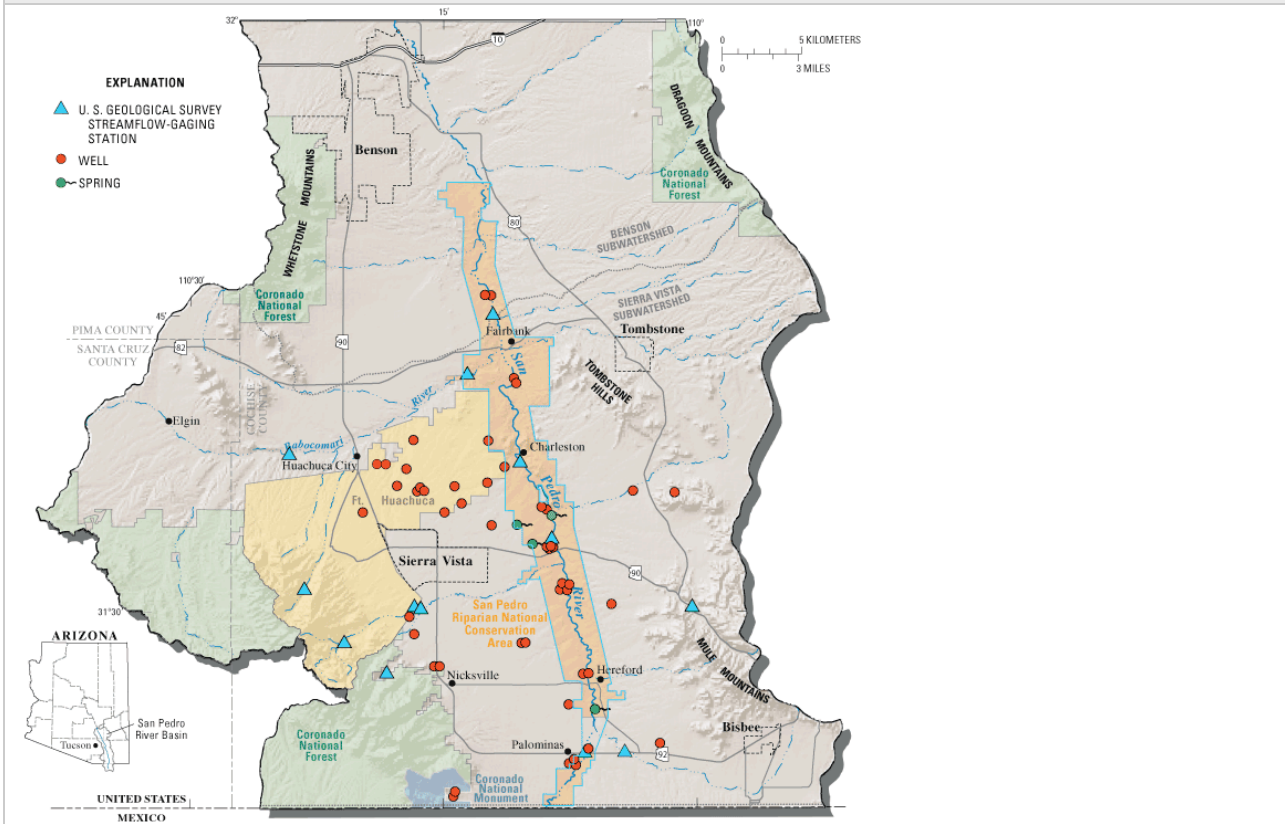 32°
15'
110°
10
0 5 KILOMETERS
0 3 MILES
EXPLANATION
U. S. GEOLOGICAL SURVEY
STREAMFLOW-GAGING
STATION
WELL
SPRING
Benson
WHETSTONE MOUNTAINS
DRAGOON MOUNTAINS
Coronado
National
Forest
80
BENSON
SUBWATERSHED
SIERRA VISTA
SUBWATERSHED
110°30'
45'
Coronado
National
Forest
PIMA COUNTY
SANTA CRUZ
COUNTY
82
90
COCHISE
COUNTY
Fairbank
Tombstone
TOMBSTONE
HILLS
San
Pedro
River
Elgin
Babocomari
River
Huachuca City
Charleston
Ft. Huachuca
Sierra Vista
90
31°30'
San Pedro
Riparian National
Conservation
Area
MULE MOUNTAINS
ARIZONA
Tucson
San Pedro
River Basin
Nicksville
Hereford
Bisbee
Palominas
92
Coronado
National
Forest
Coronado
National
Monument
UNITED STATES
MEXICO